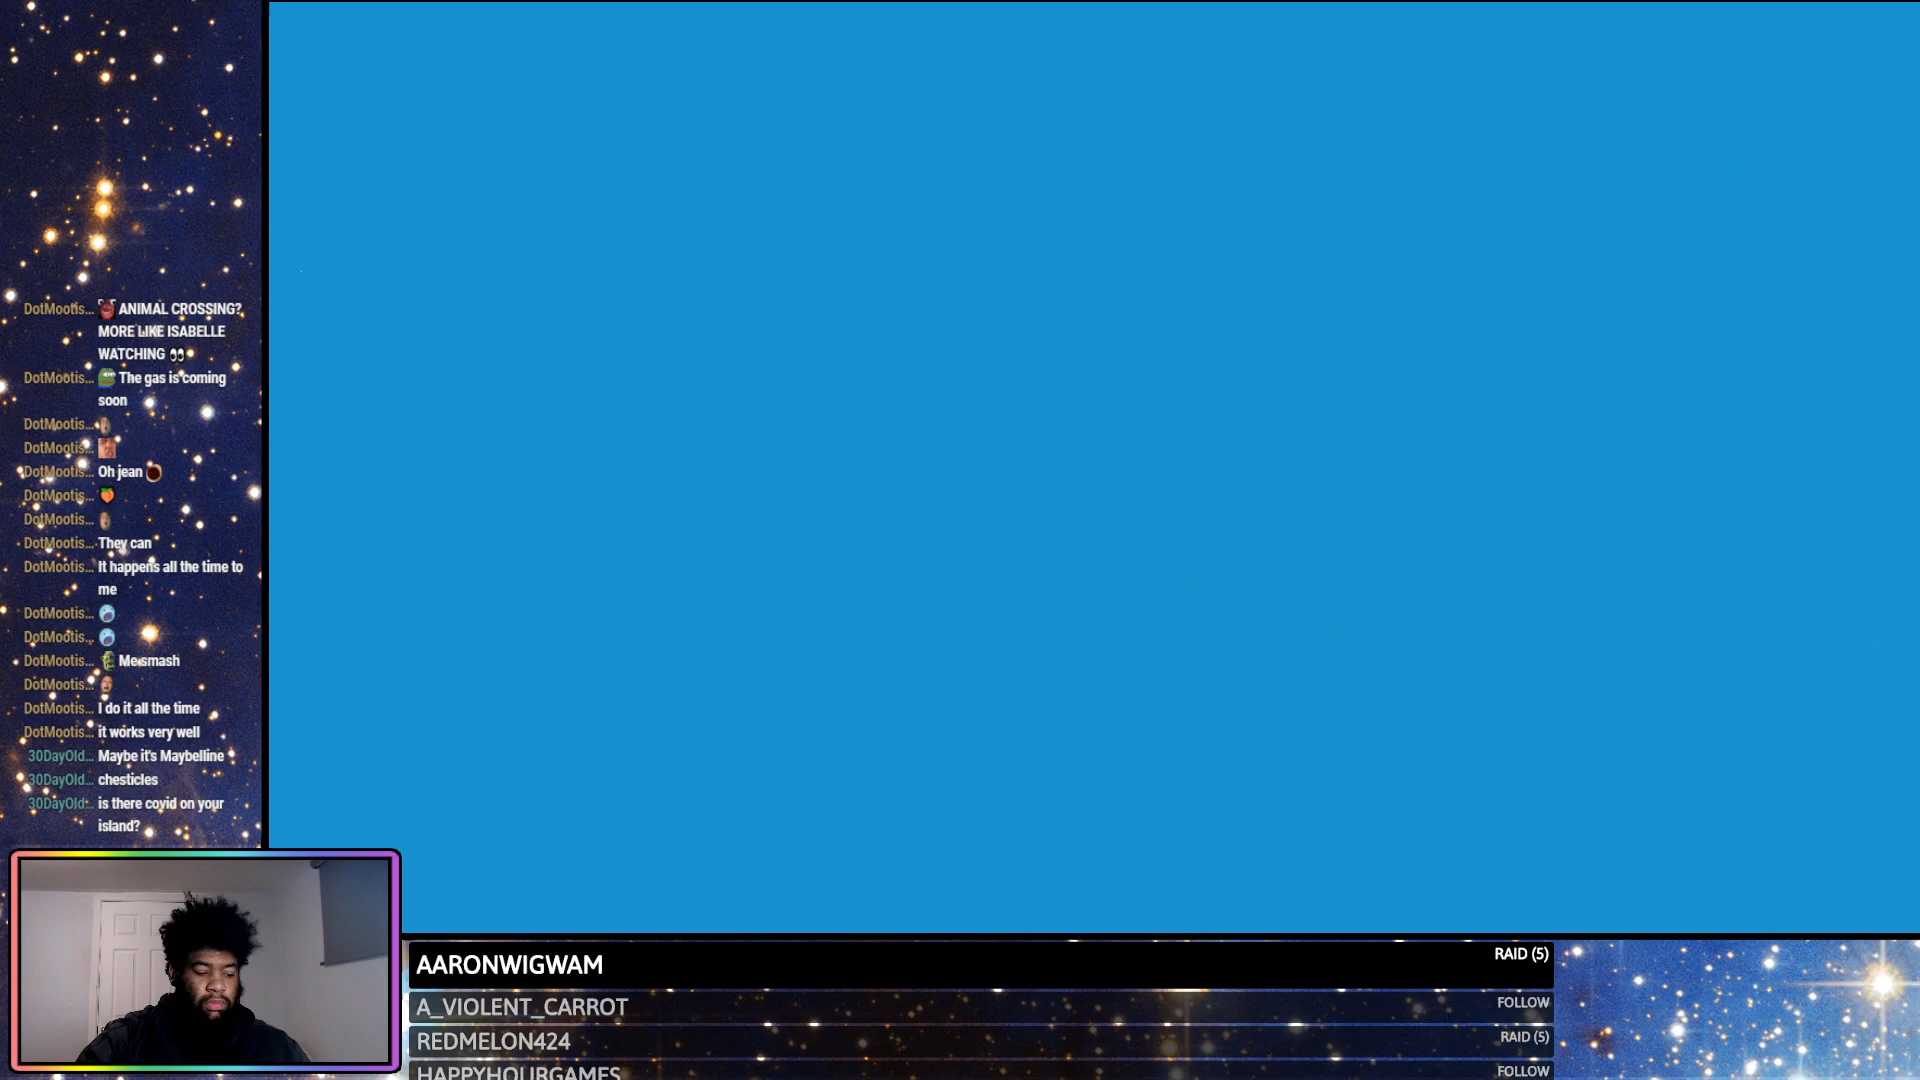 DotMootis... ANIMAL CROSSING?
MORE LIKE ISABELLE
WATCHING 👀
DotMootis... The gas is coming
soon
DotMootis...
DotMootis...
DotMootis... Oh jean
DotMootis... 🍑
DotMootis...
DotMootis... They can
DotMootis... It happens all the time to
me
DotMootis...
DotMootis...
DotMootis... Me smash
DotMootis...
DotMootis... I do it all the time
DotMootis... it works very well
30DayOld... Maybe it's Maybelline
30DayOld... chesticles
30DayOld... is there covid on your
island?
AARONWIGWAM RAID (5)
A_VIOLENT_CARROT FOLLOW
REDMELON424 RAID (5)
HAPPYHOURGAMES FOLLOW